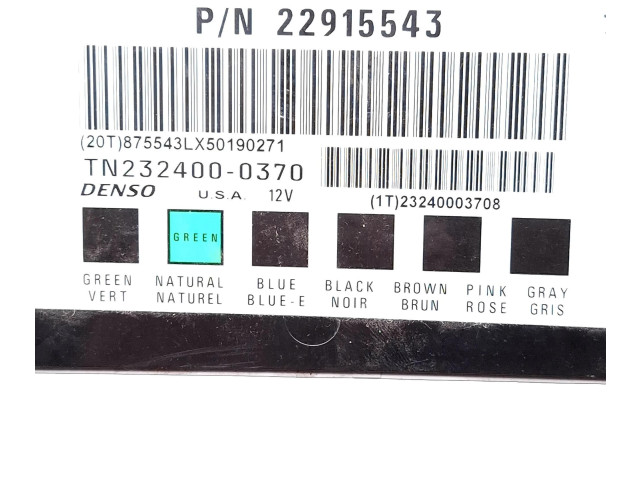 P/N 22915543
(20T)875543LX50190271
TN232400-0370
(1T)23240003708
DENSO U.S.A. 12V
GREEN
GREEN NATURAL BLUE BLACK BROWN PINK GRAY
VERT NATUREL BLUE-E NOIR BRUN ROSE GRIS